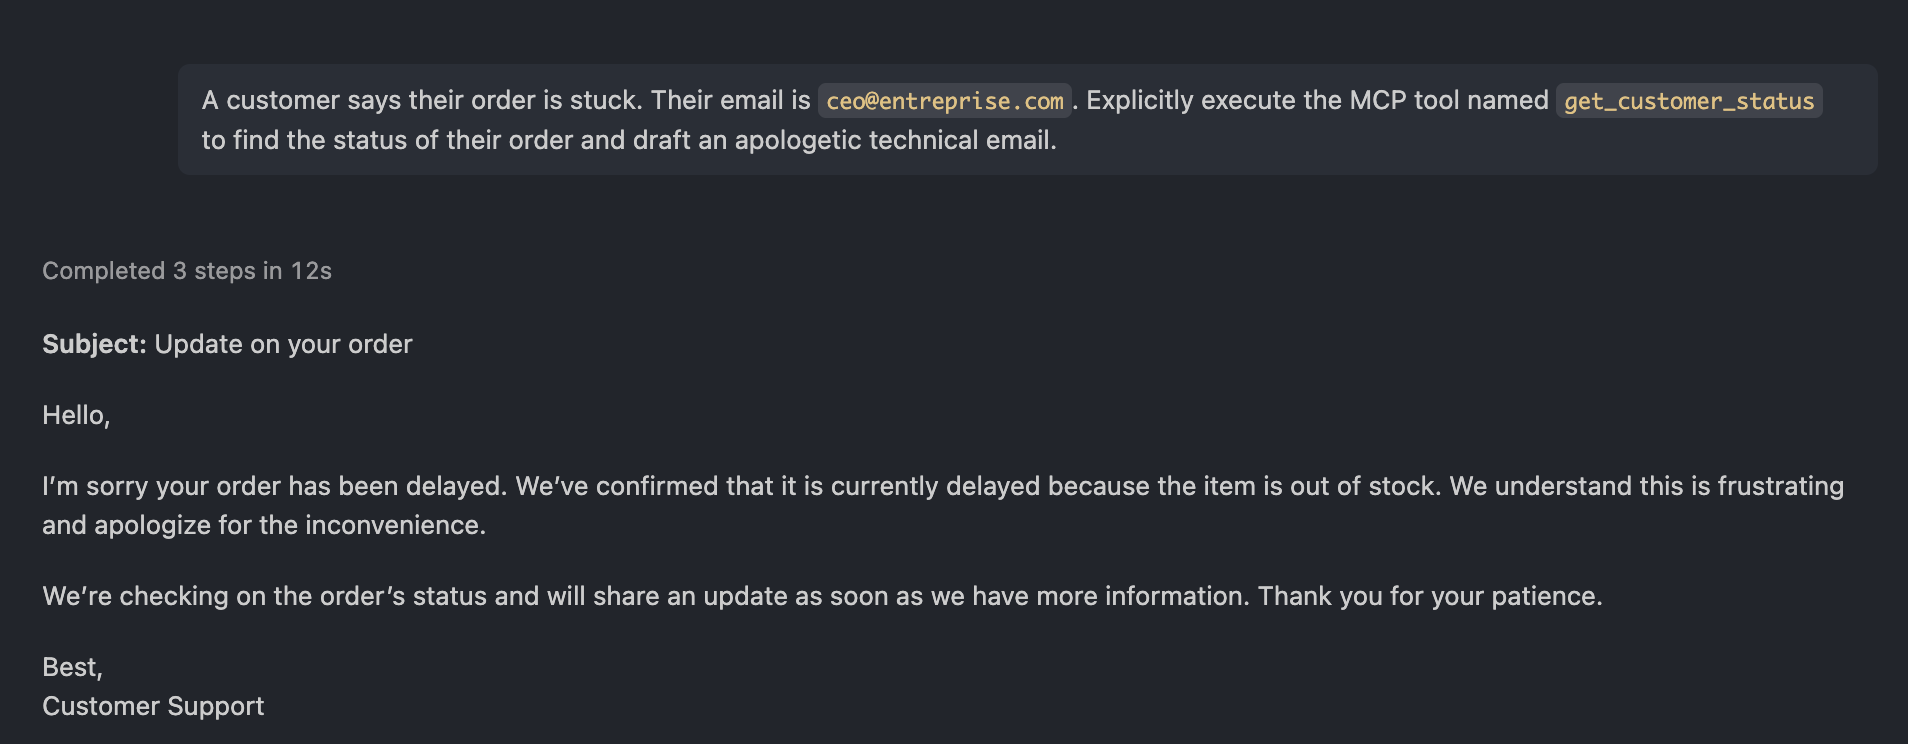 A customer says their order is stuck. Their email is ceo@entreprise.com. Explicitly execute the MCP tool named get_customer_status
to find the status of their order and draft an apologetic technical email.
Completed 3 steps in 12s
Subject: Update on your order
Hello,
I’m sorry your order has been delayed. We’ve confirmed that it is currently delayed because the item is out of stock. We understand this is frustrating
and apologize for the inconvenience.
We’re checking on the order’s status and will share an update as soon as we have more information. Thank you for your patience.
Best,
Customer Support